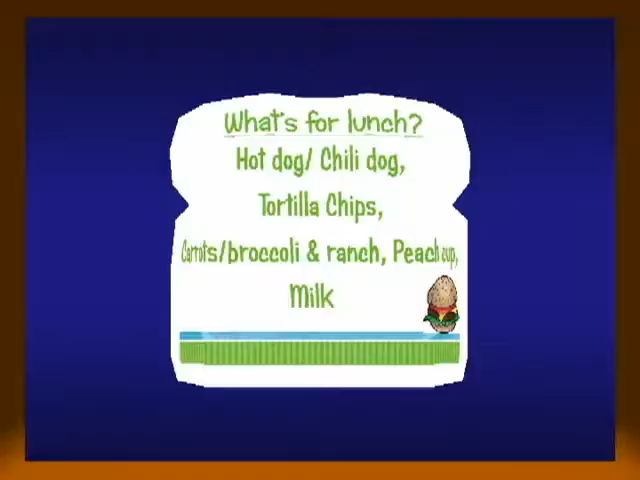 What's for lunch?
Hot dog/ Chili dog,
Tortilla Chips,
Carrots/broccoli & ranch, Peach cup,
Milk